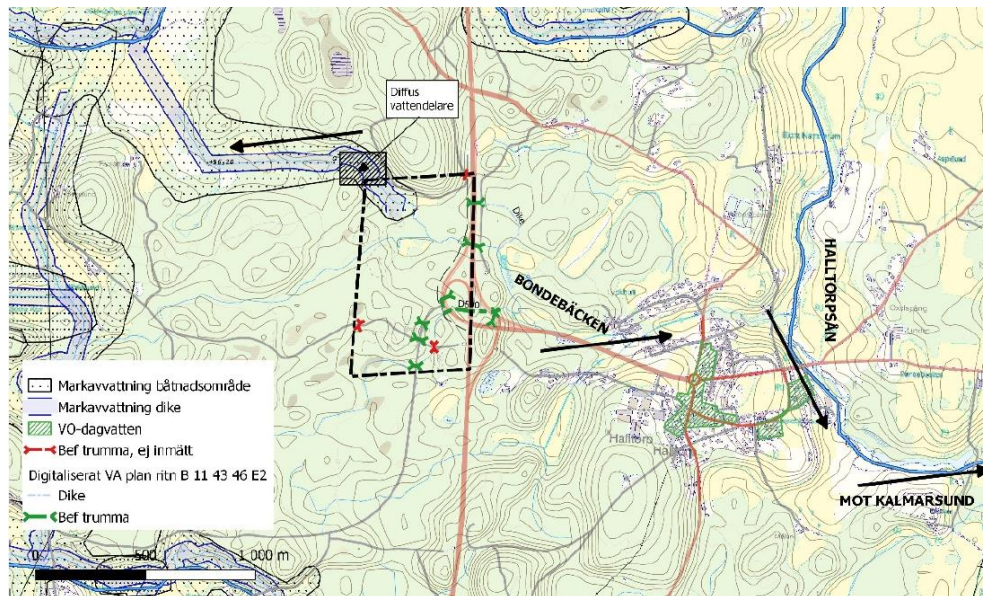 Diffus
vattendelare
Dike
D500
BONDEBÄCKEN
HALLTORPSÅN
Halltorp
MOT KALMARSUND
Markavvattning båtnadsområde
Markavvattning dike
VO-dagvatten
Bef trumma, ej inmätt
Digitaliserat VA plan ritn B 11 43 46 E2
Dike
Bef trumma
0 500 1 000 m